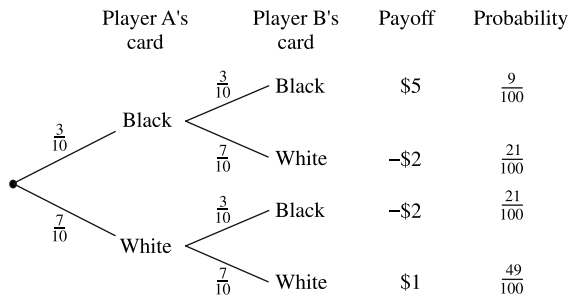 Player A's Player B's Payoff Probability
card card
3/10 Black $5 9/100
Black
3/10
7/10 White –$2 21/100
3/10 Black –$2 21/100
7/10
White
7/10 White $1 49/100